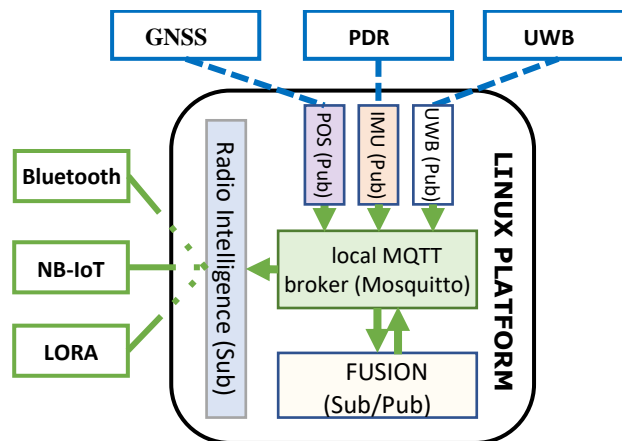 GNSS
PDR
UWB
POS (Pub)
IMU (Pub)
UWB (Pub)
Radio Intelligence (Sub)
LINUX PLATFORM
Bluetooth
NB-IoT
LORA
local MQTT
broker (Mosquitto)
FUSION
(Sub/Pub)